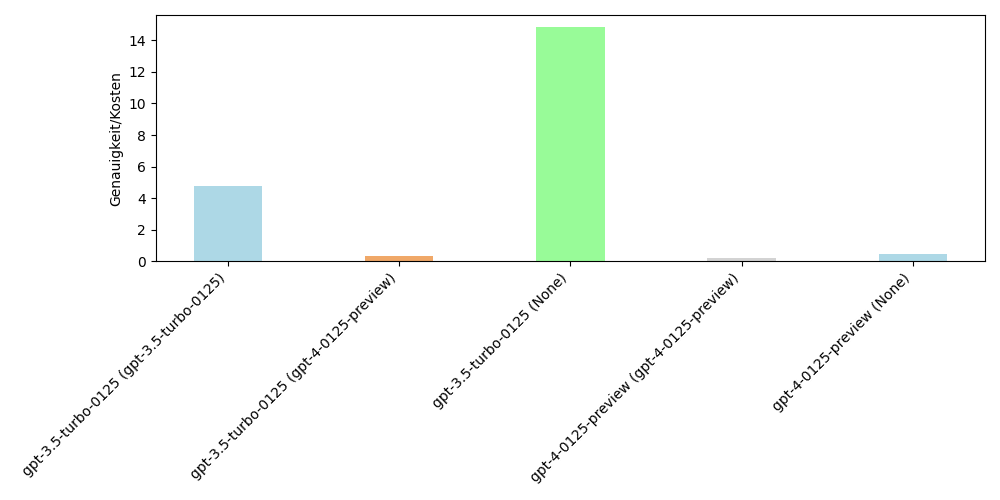 Genauigkeit/Kosten
14
12
10
8
6
4
2
0
gpt-3.5-turbo-0125 (gpt-3.5-turbo-0125)
gpt-3.5-turbo-0125 (gpt-4-0125-preview)
gpt-3.5-turbo-0125 (None)
gpt-4-0125-preview (gpt-4-0125-preview)
gpt-4-0125-preview (None)